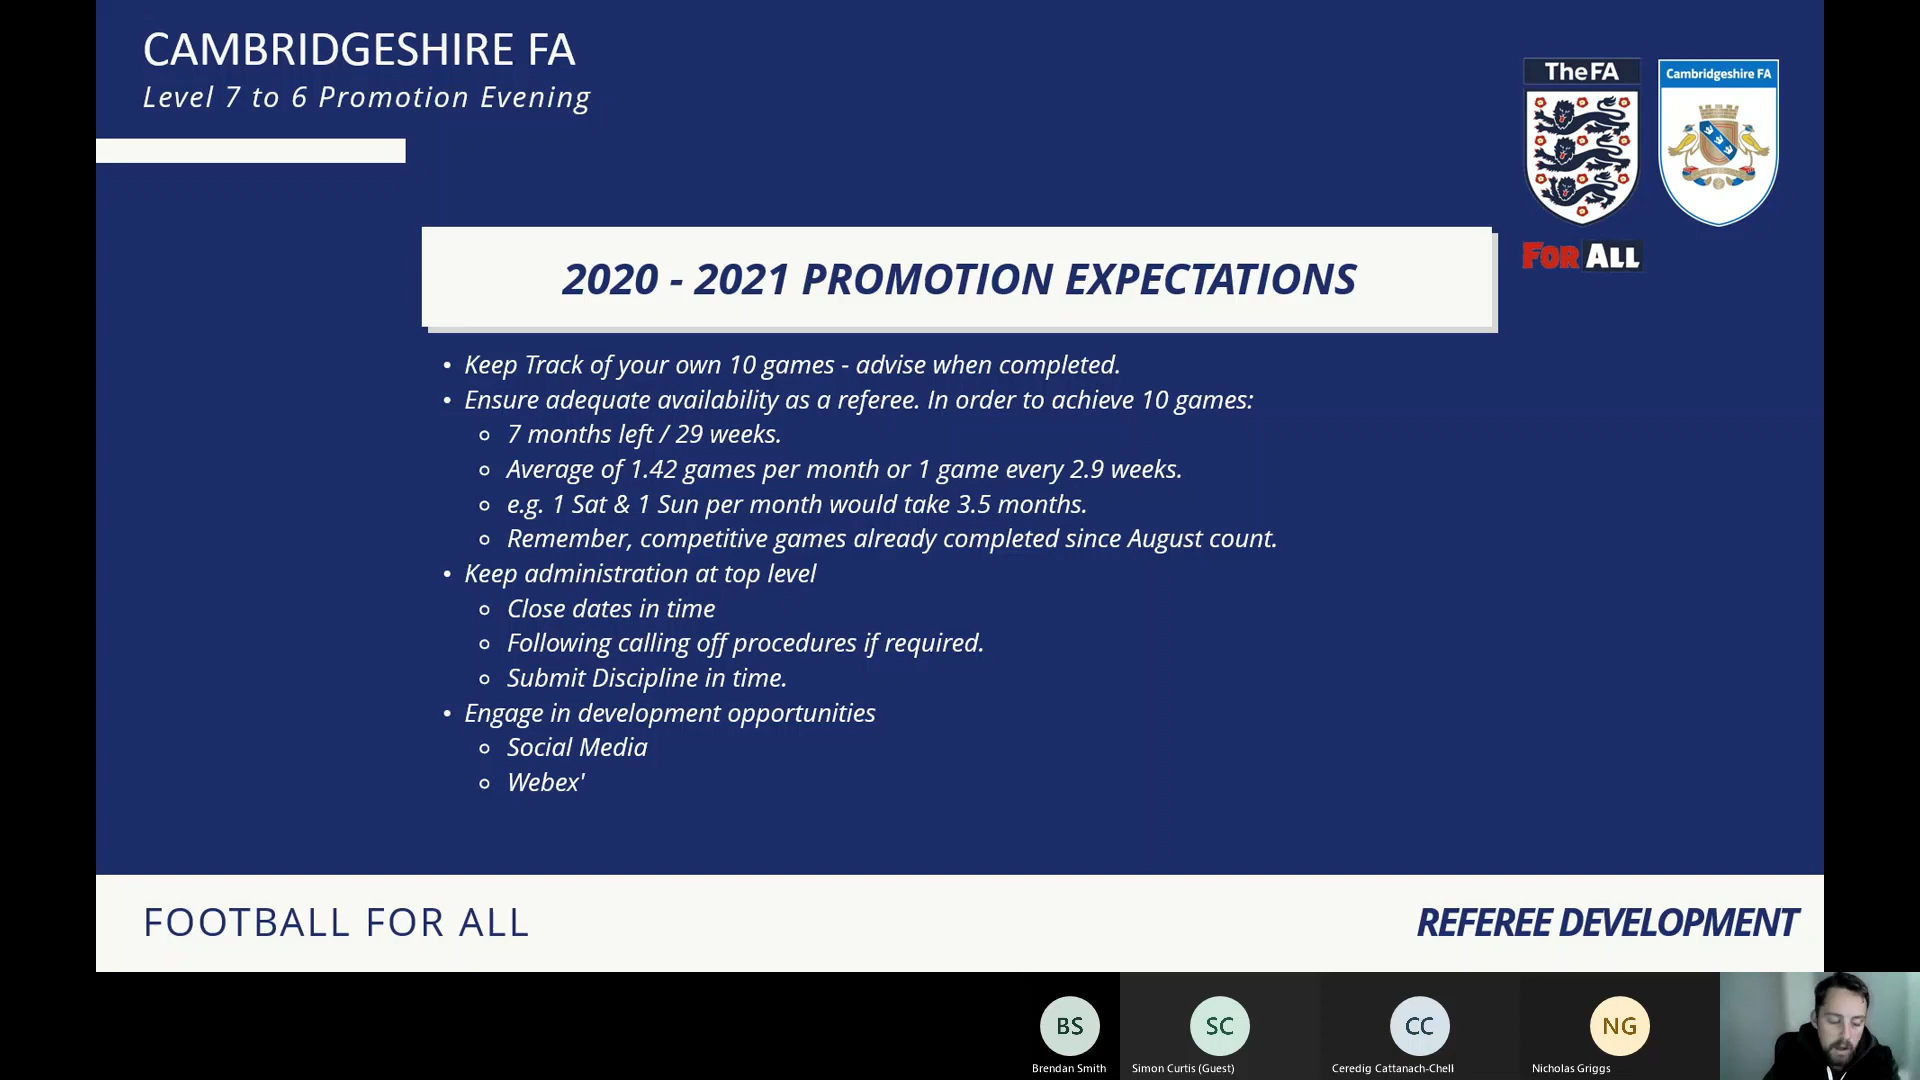 CAMBRIDGESHIRE FA
Level 7 to 6 Promotion Evening
TheFA
Cambridgeshire FA
FOR ALL
2020 - 2021 PROMOTION EXPECTATIONS
• Keep Track of your own 10 games - advise when completed.
• Ensure adequate availability as a referee. In order to achieve 10 games:
○ 7 months left / 29 weeks.
○ Average of 1.42 games per month or 1 game every 2.9 weeks.
○ e.g. 1 Sat & 1 Sun per month would take 3.5 months.
○ Remember, competitive games already completed since August count.
• Keep administration at top level
○ Close dates in time
○ Following calling off procedures if required.
○ Submit Discipline in time.
• Engage in development opportunities
○ Social Media
○ Webex'
FOOTBALL FOR ALL
REFEREE DEVELOPMENT
BS
SC
CC
NG
Brendan Smith
Simon Curtis (Guest)
Ceredig Cattanach-Chell
Nicholas Griggs